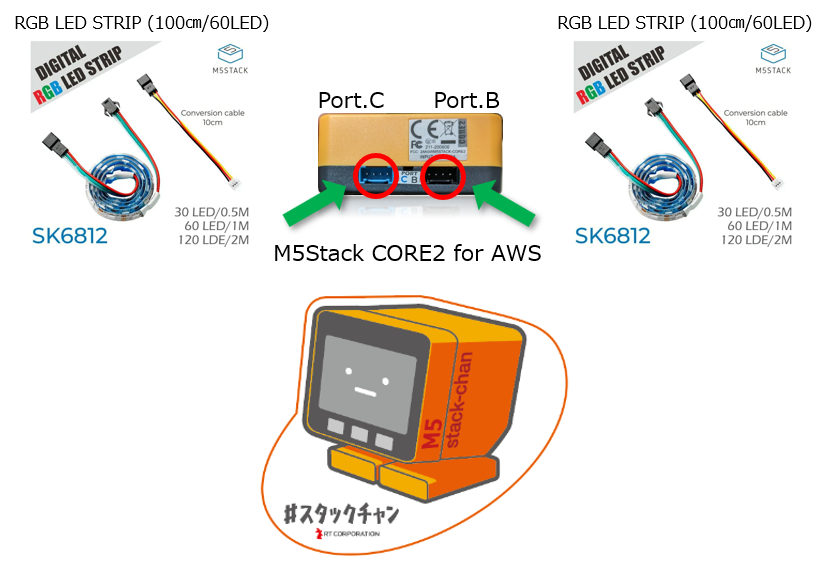 RGB LED STRIP (100㎝/60LED)
DIGITAL
RGB LED STRIP
M5STACK
Conversion cable
10cm
30 LED/0.5M
60 LED/1M
120 LDE/2M
SK6812
Port.C
Port.B
CE
FC
CORE2
PORT
C B
M5Stack CORE2 for AWS
RGB LED STRIP (100㎝/60LED)
DIGITAL
RGB LED STRIP
M5STACK
Conversion cable
10cm
30 LED/0.5M
60 LED/1M
120 LDE/2M
SK6812
M5
stack-chan
#スタックチャン
RT CORPORATION